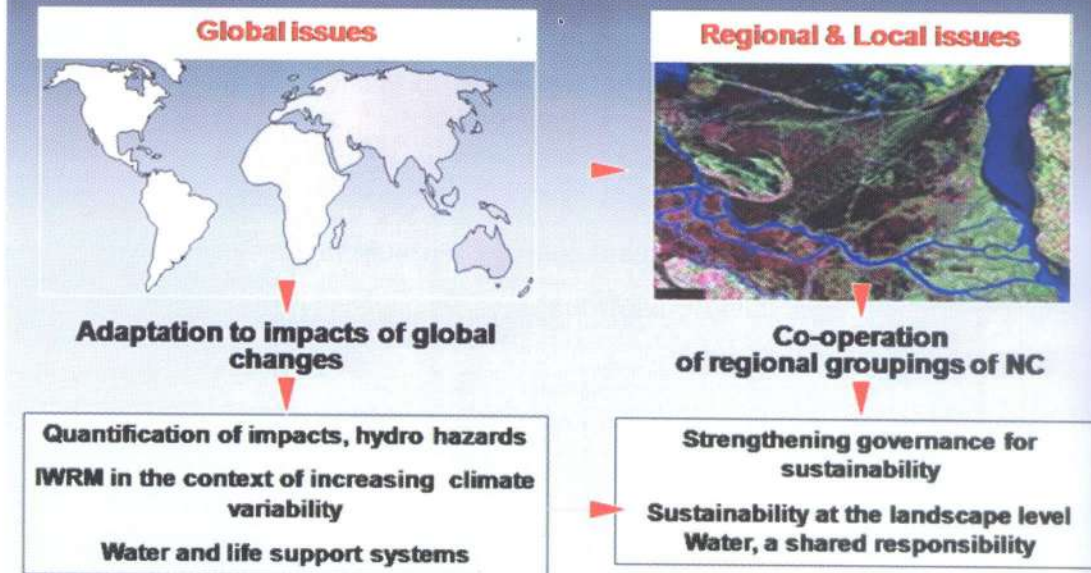 Global issues
Adaptation to impacts of global
changes
Quantification of impacts, hydro hazards
IWRM in the context of increasing climate
variability
Water and life support systems
Regional & Local issues
Co-operation
of regional groupings of NC
Strengthening governance for
sustainability
Sustainability at the landscape level
Water, a shared responsibility